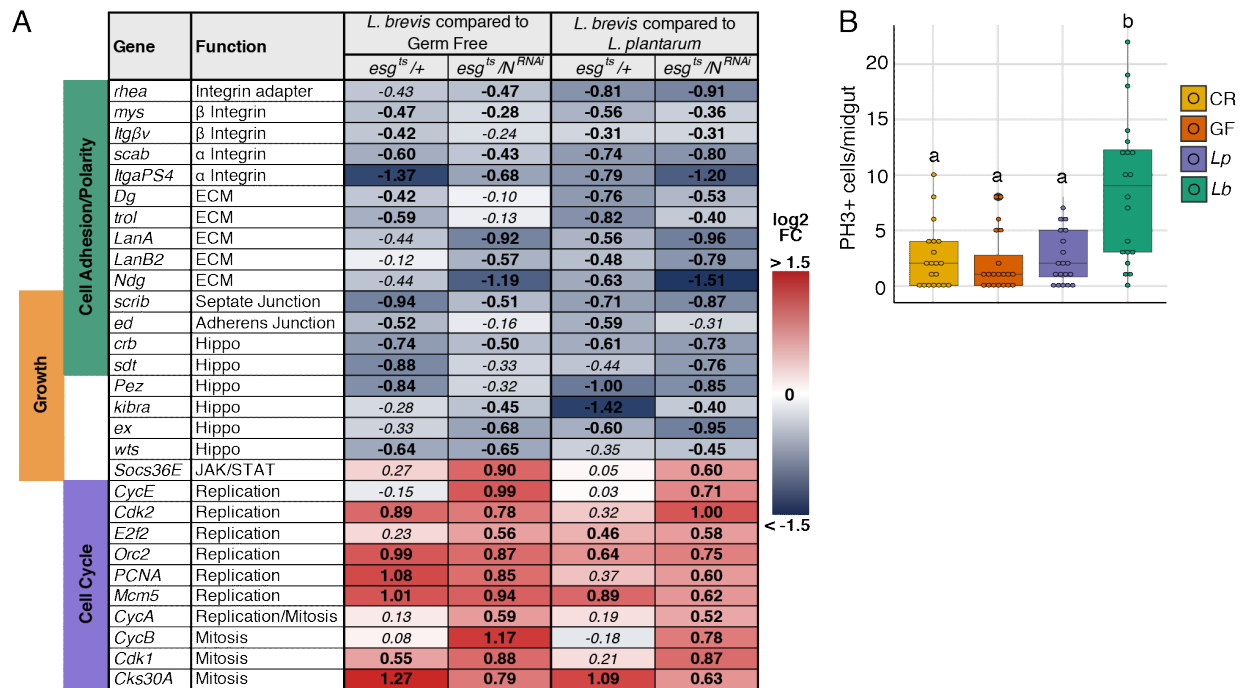 A
Gene Function L. brevis compared to Germ Free L. brevis compared to L. plantarum
esg ts /+ esg ts /N RNAi esg ts /+ esg ts /N RNAi
Cell Adhesion/Polarity
Growth
Cell Cycle
rhea Integrin adapter -0.43 -0.47 -0.81 -0.91
mys β Integrin -0.47 -0.28 -0.56 -0.36
Itgβv β Integrin -0.42 -0.24 -0.31 -0.31
scab α Integrin -0.60 -0.43 -0.74 -0.80
ItgaPS4 α Integrin -1.37 -0.68 -0.79 -1.20
Dg ECM -0.42 -0.10 -0.76 -0.53
trol ECM -0.59 -0.13 -0.82 -0.40
LanA ECM -0.44 -0.92 -0.56 -0.96
LanB2 ECM -0.12 -0.57 -0.48 -0.79
Ndg ECM -0.44 -1.19 -0.63 -1.51
scrib Septate Junction -0.94 -0.51 -0.71 -0.87
ed Adherens Junction -0.52 -0.16 -0.59 -0.31
crb Hippo -0.74 -0.50 -0.61 -0.73
sdt Hippo -0.88 -0.33 -0.44 -0.76
Pez Hippo -0.84 -0.32 -1.00 -0.85
kibra Hippo -0.28 -0.45 -1.42 -0.40
ex Hippo -0.33 -0.68 -0.60 -0.95
wts Hippo -0.64 -0.65 -0.35 -0.45
Socs36E JAK/STAT 0.27 0.90 0.05 0.60
CycE Replication -0.15 0.99 0.03 0.71
Cdk2 Replication 0.89 0.78 0.32 1.00
E2f2 Replication 0.23 0.56 0.46 0.58
Orc2 Replication 0.99 0.87 0.64 0.75
PCNA Replication 1.08 0.85 0.37 0.60
Mcm5 Replication 1.01 0.94 0.89 0.62
CycA Replication/Mitosis 0.13 0.59 0.19 0.52
CycB Mitosis 0.08 1.17 -0.18 0.78
Cdk1 Mitosis 0.55 0.88 0.21 0.87
Cks30A Mitosis 1.27 0.79 1.09 0.63
log2
FC
> 1.5
0
< -1.5
B
PH3+ cells/midgut
20
15
10
5
0
a
a
a
b
CR
GF
Lp
Lb